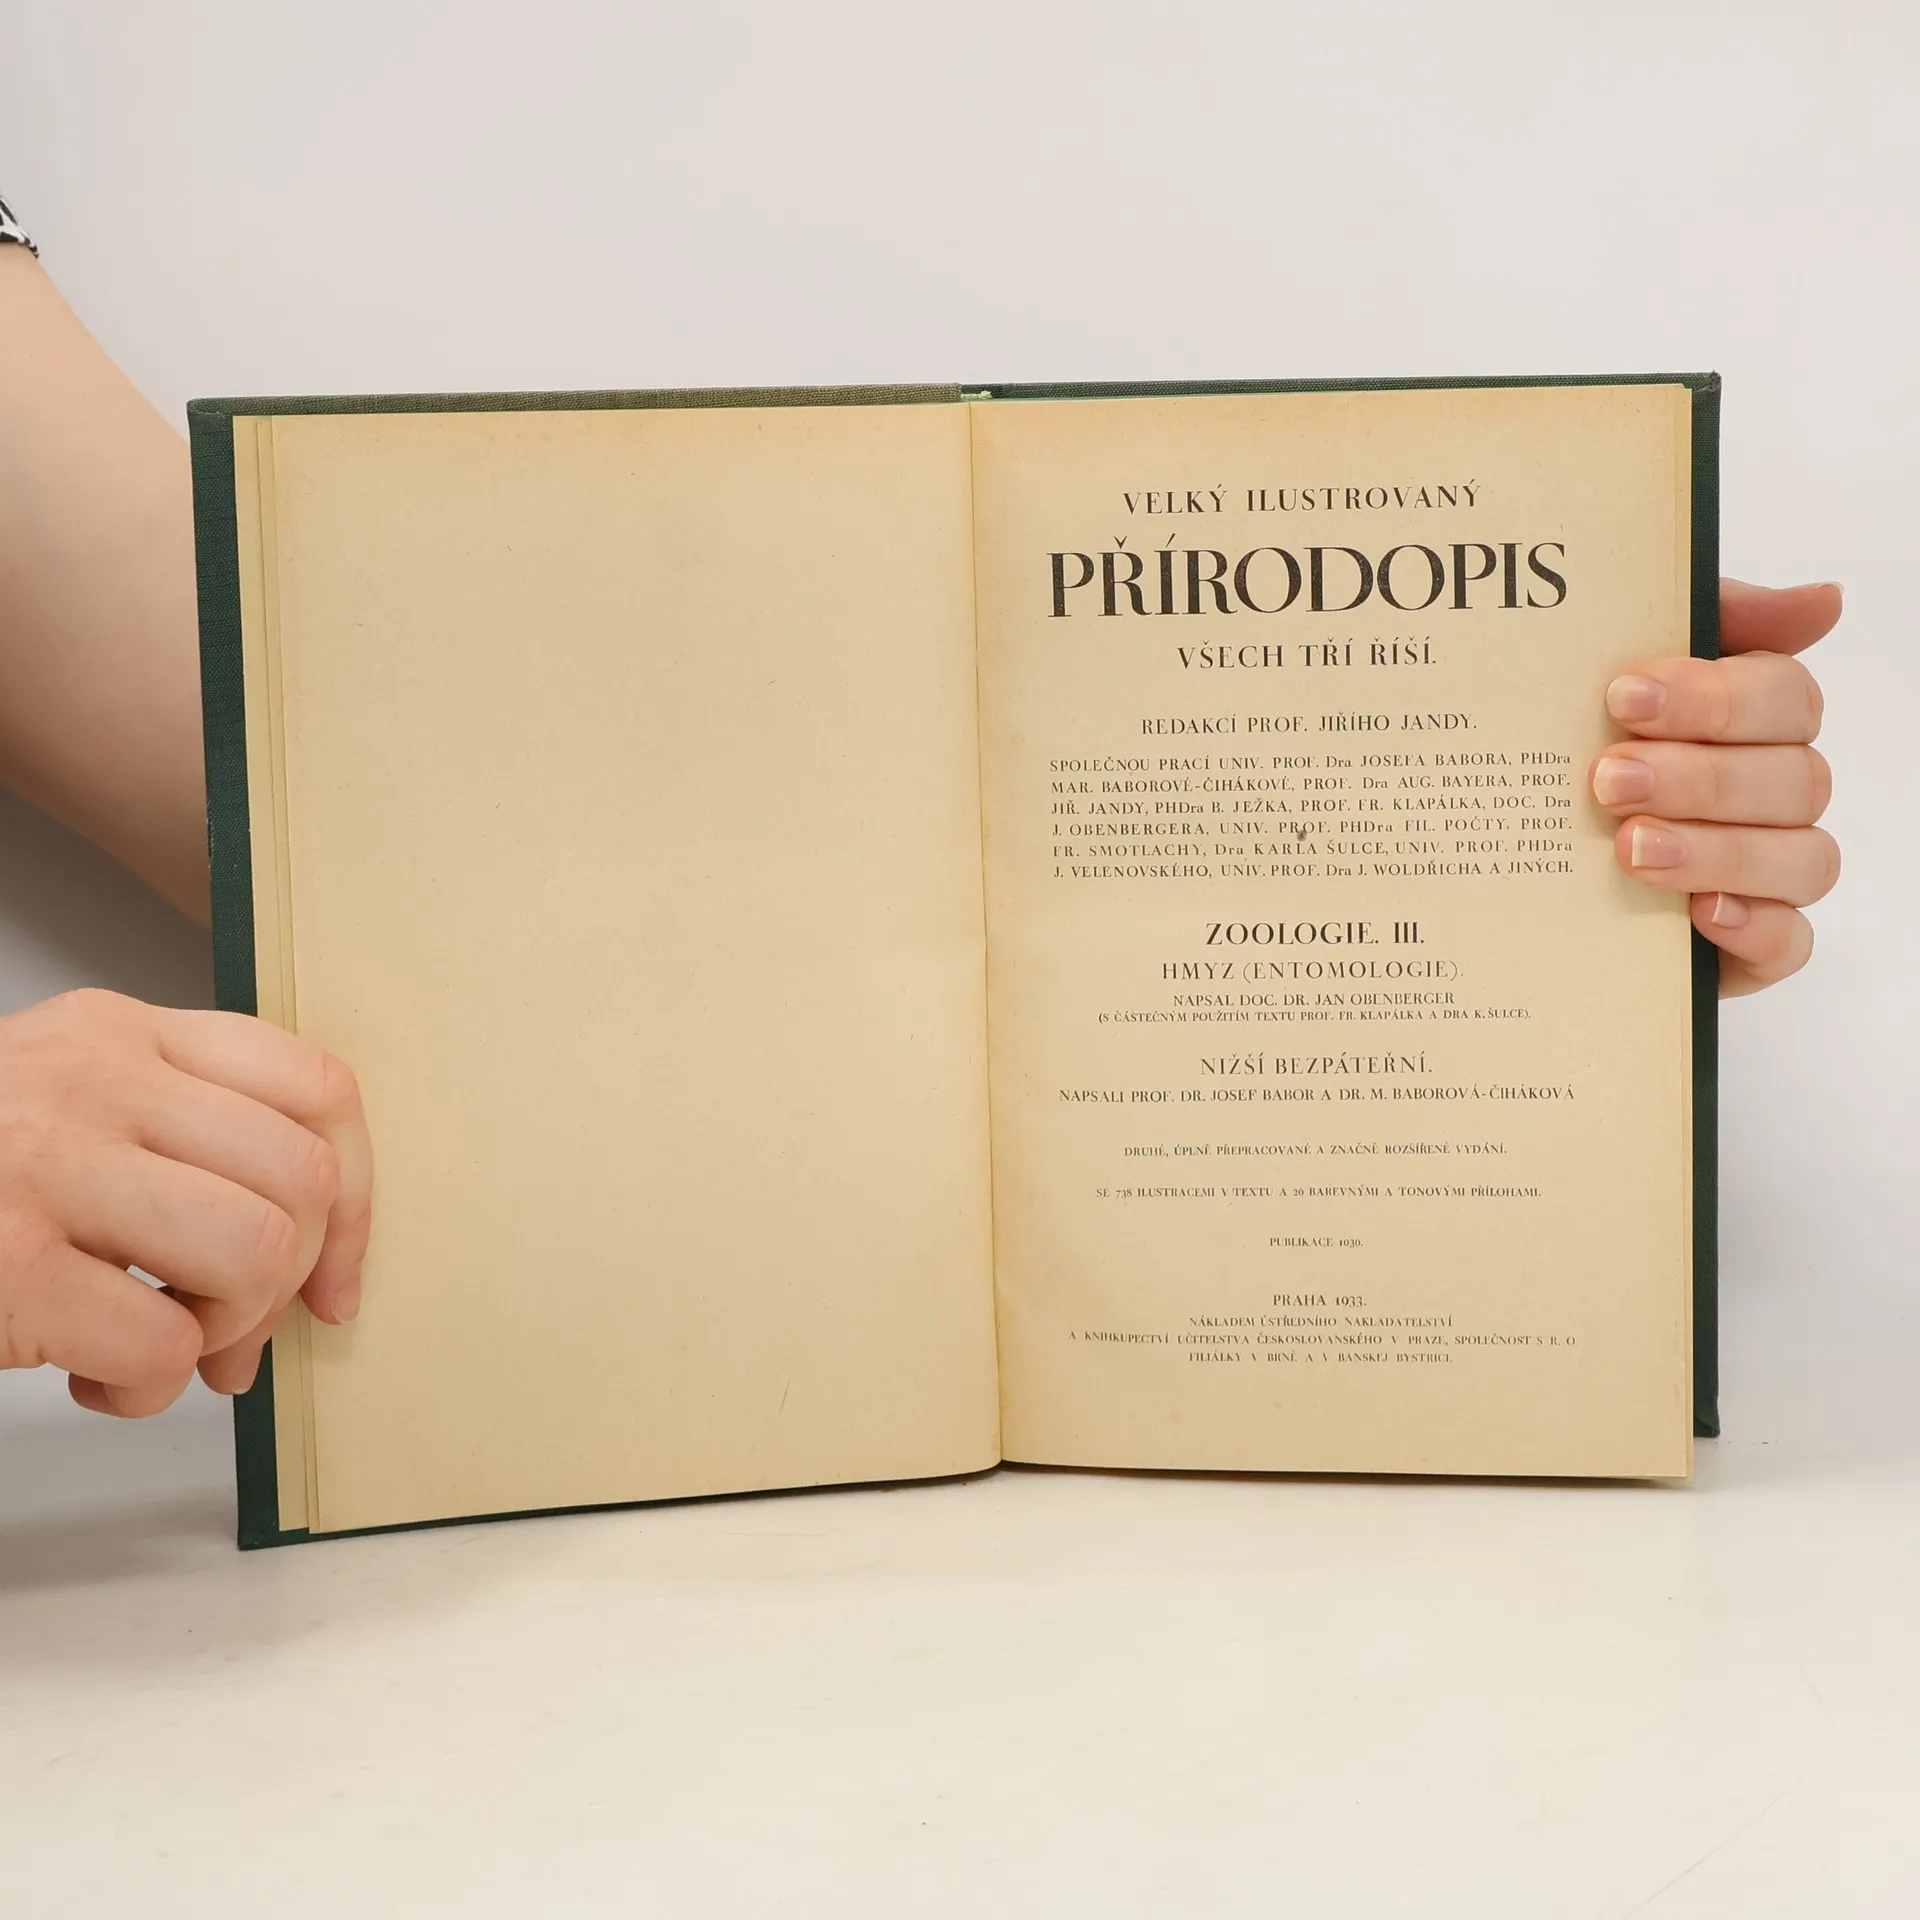 VELKÝ ILUSTROVANÝ
PŘÍRODOPIS
VŠECH TŘÍ ŘÍŠÍ.
REDAKCÍ PROF. JIŘÍHO JANDY.
SPOLEČNOU PRACÍ UNIV. PROF. Dra JOSEFA BABORA, PHDra
MAR. BABOROVÉ-ČIHÁKOVÉ, PROF. Dra AUG. BAYERA, PROF.
JIŘ. JANDY, PHDra B. JEŽKA, PROF. FR. KLAPÁLKA, DOC. Dra
J. OBENBERGERA, UNIV. PROF. PHDra FIL. POČTY, PROF.
FR. SMOTLACHY, Dra KARLA ŠULCE, UNIV. PROF. PHDra
J. VELENOVSKÉHO, UNIV. PROF. Dra J. WOLDŘICHA A JINÝCH.
ZOOLOGIE. III.
HMYZ (ENTOMOLOGIE).
NAPSAL DOC. DR. JAN OBENBERGER
(S ČÁSTEČNÝM POUŽITÍM TEXTU PROF. FR. KLAPÁLKA A DRA K. ŠULCE).
NIŽŠÍ BEZPÁTEŘNÍ.
NAPSALI PROF. DR. JOSEF BABOR A DR. M. BABOROVÁ-ČIHÁKOVÁ
DRUHÉ, ÚPLNĚ PŘEPRACOVANÉ A ZNAČNĚ ROZŠÍŘENÉ VYDÁNÍ.
SE 738 ILUSTRACEMI V TEXTU A 26 BAREVNÝMI A TONOVÝMI PŘÍLOHAMI.
PUBLIKACE 1030.
PRAHA 1933.
NÁKLADEM ÚSTŘEDNÍHO NAKLADATELSTVÍ
A KNIHKUPECTVÍ UČITELSTVA ČESKOSLOVANSKÉHO V PRAZE, SPOLEČNOST S R. O.
FILIÁLKY V BRNĚ A V BANSKEJ BYSTRICI.